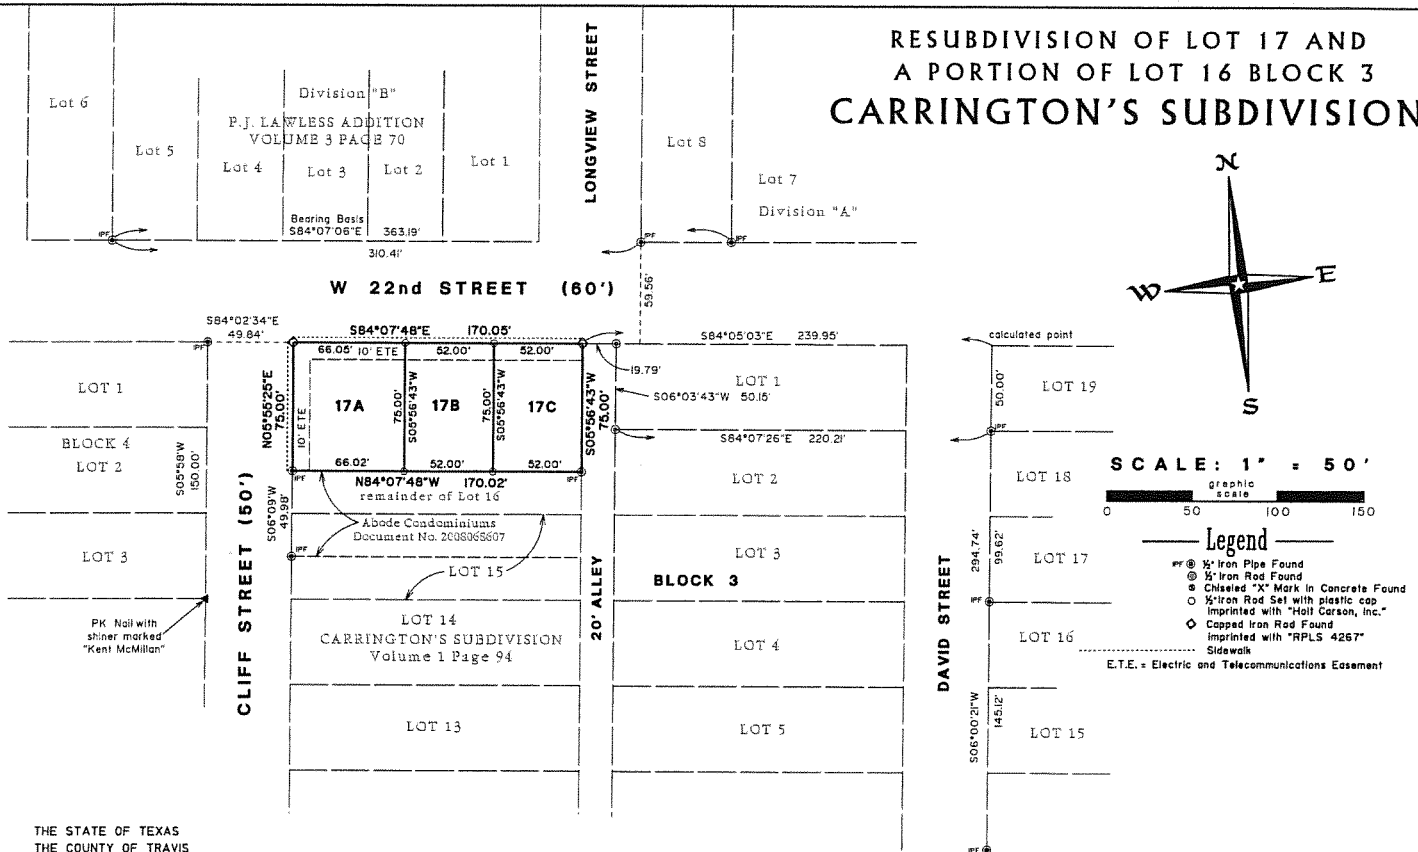 RESUBDIVISION OF LOT 17 AND
A PORTION OF LOT 16 BLOCK 3
CARRINGTON'S SUBDIVISION
LONGVIEW STREET
Lot 6
Division "B"
P.J. LAWLESS ADDITION
VOLUME 3 PAGE 70
Lot 5
Lot 4
Lot 3
Lot 2
Lot 1
Lot 8
Lot 7
Division "A"
Bearing Basis
S84°07'06"E 363.19'
IPF
IPF
IPF
310.41'
W 22nd STREET (60')
59.56'
N
W
E
S
S84°02'34"E
49.84'
IPF
S84°07'48"E 170.05'
66.05' 10' ETE 52.00' 52.00'
S84°05'03"E 239.95'
calculated point
19.79'
S06°03'43"W 50.15'
LOT 1
LOT 1
50.00'
LOT 19
N05°55'25"E
75.00'
10' ETE
17A
75.00'
S05°56'43"W
17B
75.00'
S05°56'43"W
17C
S05°56'43"W
75.00'
BLOCK 4
LOT 2
S05°58'W
150.00'
S84°07'26"E 220.21'
66.02' 52.00' 52.00'
IPF
N84°07'48"W 170.02'
IPF
remainder of Lot 16
LOT 2
LOT 18
SCALE: 1" = 50'
graphic
scale
0 50 100 150
S06°09'W
49.98'
Abode Condominiums
Document No. 2008068607
IPF
LOT 3
LOT 15
LOT 3
294.74'
99.62'
LOT 17
CLIFF STREET (50')
20' ALLEY
BLOCK 3
DAVID STREET
IPF
Legend
IPF ½" Iron Pipe Found
½" Iron Rod Found
Chiseled "X" Mark in Concrete Found
½" Iron Rod Set with plastic cap
imprinted with "Holt Carson, Inc."
Capped Iron Rod Found
imprinted with "RPLS 4267"
Sidewalk
E.T.E. = Electric and Telecommunications Easement
PK Nail with
shiner marked
"Kent McMillan"
LOT 14
CARRINGTON'S SUBDIVISION
Volume 1 Page 94
LOT 4
LOT 16
LOT 13
LOT 5
S06°00'21"W
145.12'
LOT 15
IPF
THE STATE OF TEXAS
THE COUNTY OF TRAVIS